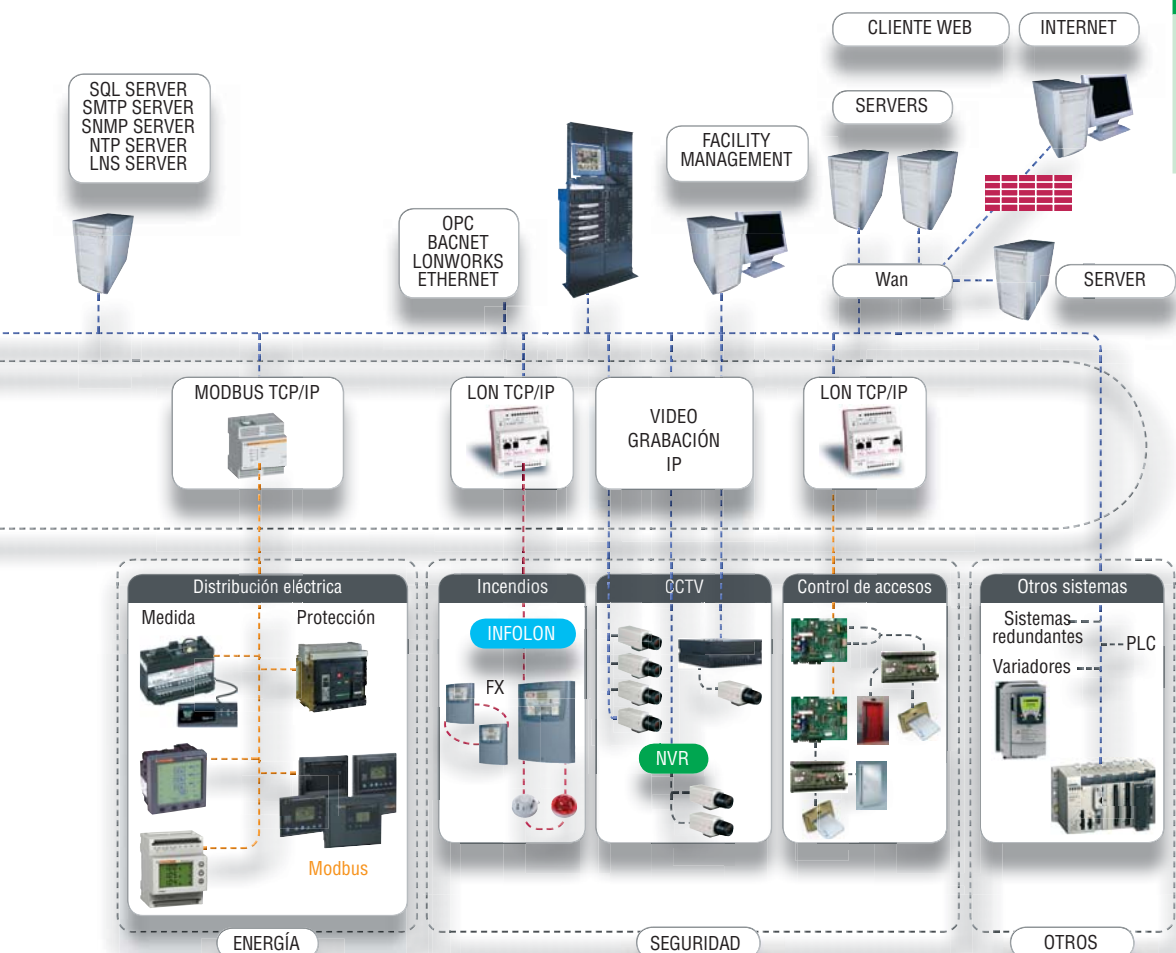 CLIENTE WEB
INTERNET
SQL SERVER
SMTP SERVER
SNMP SERVER
NTP SERVER
LNS SERVER
SERVERS
FACILITY
MANAGEMENT
OPC
BACNET
LONWORKS
ETHERNET
Wan
SERVER
MODBUS TCP/IP
LON TCP/IP
VIDEO
GRABACIÓN
IP
LON TCP/IP
Distribución eléctrica
Medida
Protección
Modbus
Incendios
INFOLON
FX
CCTV
NVR
Control de accesos
Otros sistemas
Sistemas
redundantes
PLC
Variadores
ENERGÍA
SEGURIDAD
OTROS